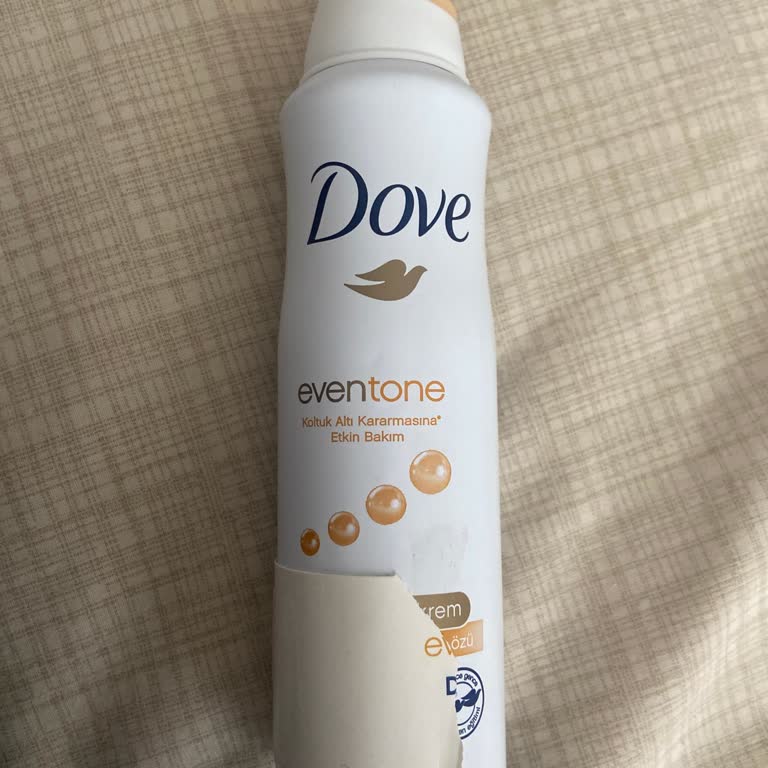 Dove
eventone
Koltuk Altı Kararmasına*
Etkin Bakım
krem
özü